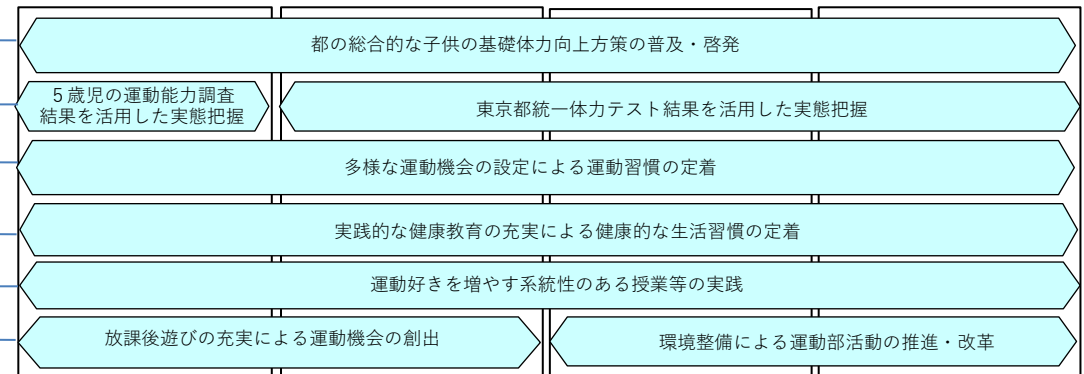 都の総合的な子供の基礎体力向上方策の普及・啓発
5歳児の運動能力調査
結果を活用した実態把握
東京都統一体力テスト結果を活用した実態把握
多様な運動機会の設定による運動習慣の定着
実践的な健康教育の充実による健康的な生活習慣の定着
運動好きを増やす系統性のある授業等の実践
放課後遊びの充実による運動機会の創出
環境整備による運動部活動の推進・改革